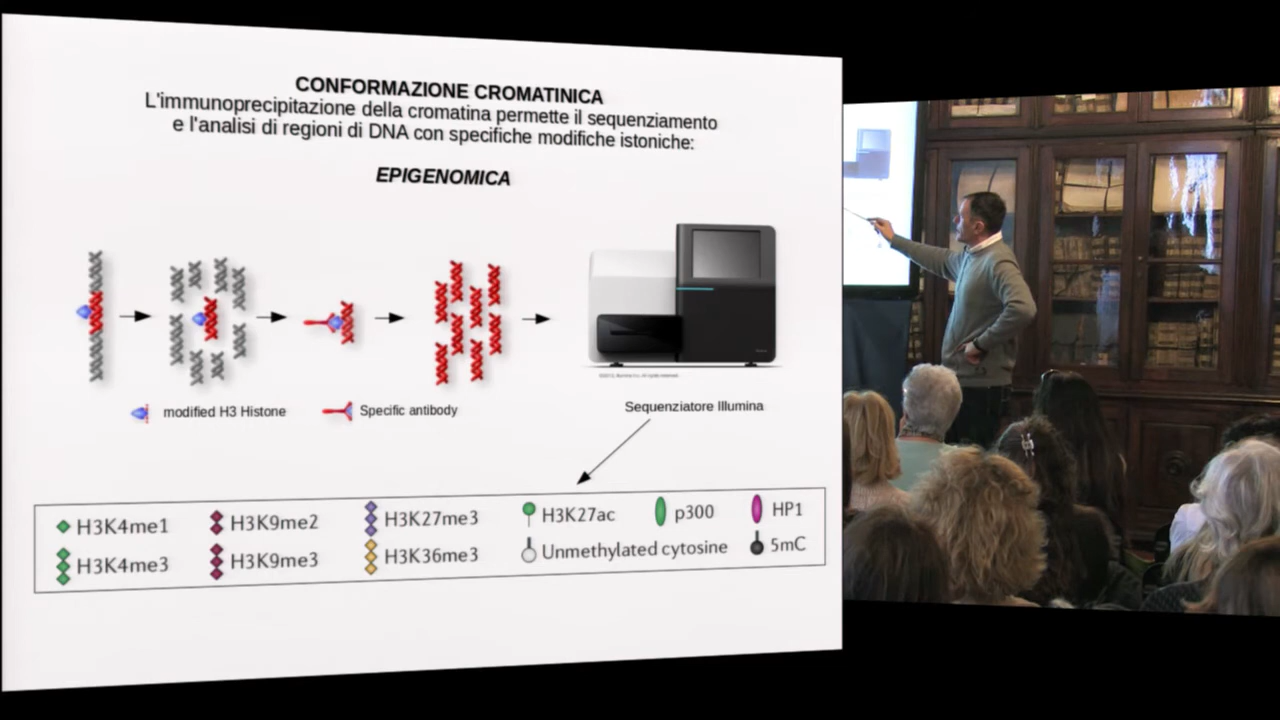 CONFORMAZIONE CROMATINICA
L'immunoprecipitazione della cromatina permette il sequenziamento
e l'analisi di regioni di DNA con specifiche modifiche istoniche:
EPIGENOMICA
modified H3 Histone
Specific antibody
Sequenziatore Illumina
H3K4me1
H3K9me2
H3K27me3
H3K27ac
p300
HP1
H3K4me3
H3K9me3
H3K36me3
Unmethylated cytosine
5mC